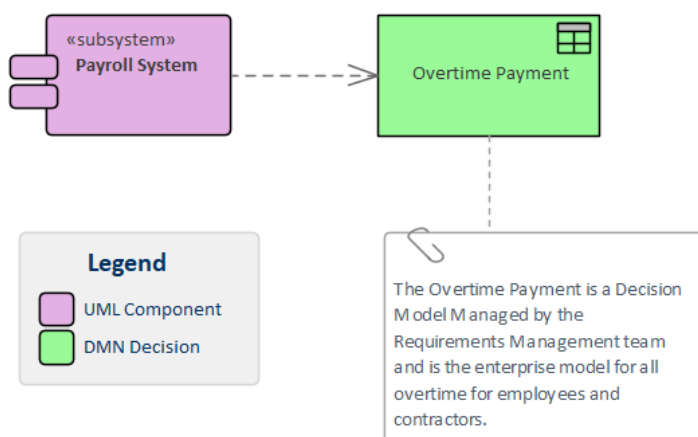 «subsystem»
Payroll System
Overtime Payment
Legend
UML Component
DMN Decision
The Overtime Payment is a Decision
Model Managed by the
Requirements Management team
and is the enterprise model for all
overtime for employees and
contractors.